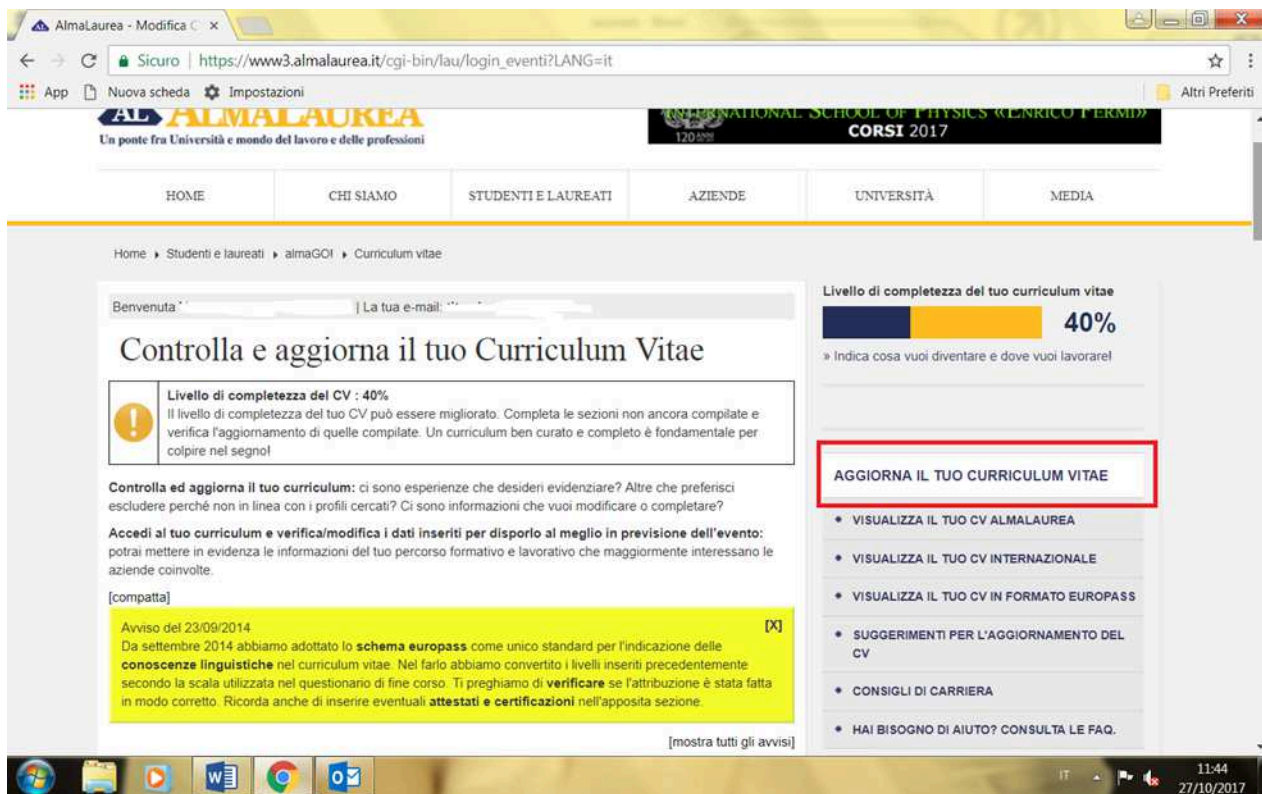 AlmaLaurea - Modifica C
Sicuro | https://www3.almalaurea.it/cgi-bin/lau/login_eventi?LANG=it
App Nuova scheda Impostazioni Altri Preferiti
AL ALMALAUREA
Un ponte fra Università e mondo del lavoro e delle professioni
INTERNATIONAL SCHOOL OF PHYSICS «ENRICO FERMI»
120 ANNI
CORSI 2017
HOME CHI SIAMO STUDENTI E LAUREATI AZIENDE UNIVERSITÀ MEDIA
Home ▸ Studenti e laureati ▸ almaGO! ▸ Curriculum vitae
Benvenuta | La tua e-mail:
Controlla e aggiorna il tuo Curriculum Vitae
Livello di completezza del CV : 40%
Il livello di completezza del tuo CV può essere migliorato. Completa le sezioni non ancora compilate e
verifica l'aggiornamento di quelle compilate. Un curriculum ben curato e completo è fondamentale per
colpire nel segno!
Controlla ed aggiorna il tuo curriculum: ci sono esperienze che desideri evidenziare? Altre che preferisci
escludere perché non in linea con i profili cercati? Ci sono informazioni che vuoi modificare o completare?
Accedi al tuo curriculum e verifica/modifica i dati inseriti per disporlo al meglio in previsione dell'evento:
potrai mettere in evidenza le informazioni del tuo percorso formativo e lavorativo che maggiormente interessano le
aziende coinvolte.
[compatta]
Avviso del 23/09/2014 [X]
Da settembre 2014 abbiamo adottato lo schema europass come unico standard per l'indicazione delle
conoscenze linguistiche nel curriculum vitae. Nel farlo abbiamo convertito i livelli inseriti precedentemente
secondo la scala utilizzata nel questionario di fine corso. Ti preghiamo di verificare se l'attribuzione è stata fatta
in modo corretto. Ricorda anche di inserire eventuali attestati e certificazioni nell'apposita sezione.
[mostra tutti gli avvisi]
Livello di completezza del tuo curriculum vitae
40%
» Indica cosa vuoi diventare e dove vuoi lavorare!
AGGIORNA IL TUO CURRICULUM VITAE
VISUALIZZA IL TUO CV ALMALAUREA
VISUALIZZA IL TUO CV INTERNAZIONALE
VISUALIZZA IL TUO CV IN FORMATO EUROPASS
SUGGERIMENTI PER L'AGGIORNAMENTO DEL
CV
CONSIGLI DI CARRIERA
HAI BISOGNO DI AIUTO? CONSULTA LE FAQ.
IT
11:44
27/10/2017